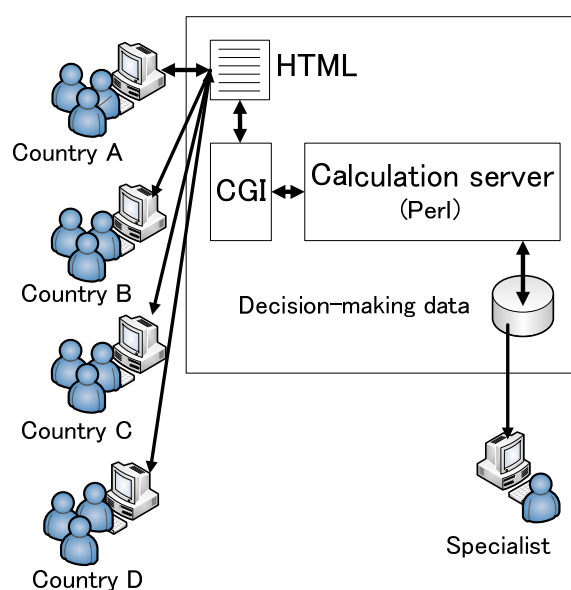 HTML
Country A
CGI
Calculation server
(Perl)
Country B
Decision-making data
Country C
Country D
Specialist